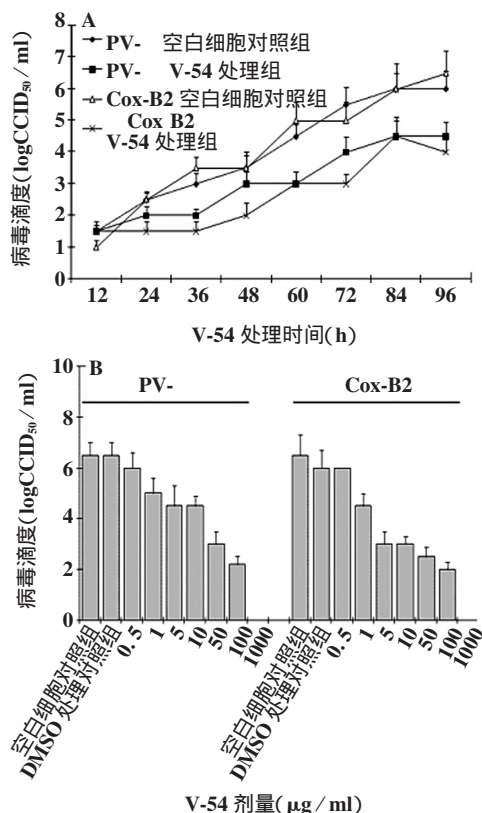 A
病毒滴度(logCCID₅₀/ml)
8
7
6
5
4
3
2
1
0
PV- 空白细胞对照组
PV- V-54 处理组
Cox-B2 空白细胞对照组
Cox B2
V-54 处理组
12 24 36 48 60 72 84 96
V-54 处理时间(h)
B
病毒滴度(logCCID₅₀/ml)
10
8
6
4
2
0
PV- Cox-B2
空白细胞对照组 DMSO 处理对照组 0.5 1 5 10 50 100 1000
空白细胞对照组 DMSO 处理对照组 0.5 1 5 10 50 100 1000
V-54 剂量(μg/ml)